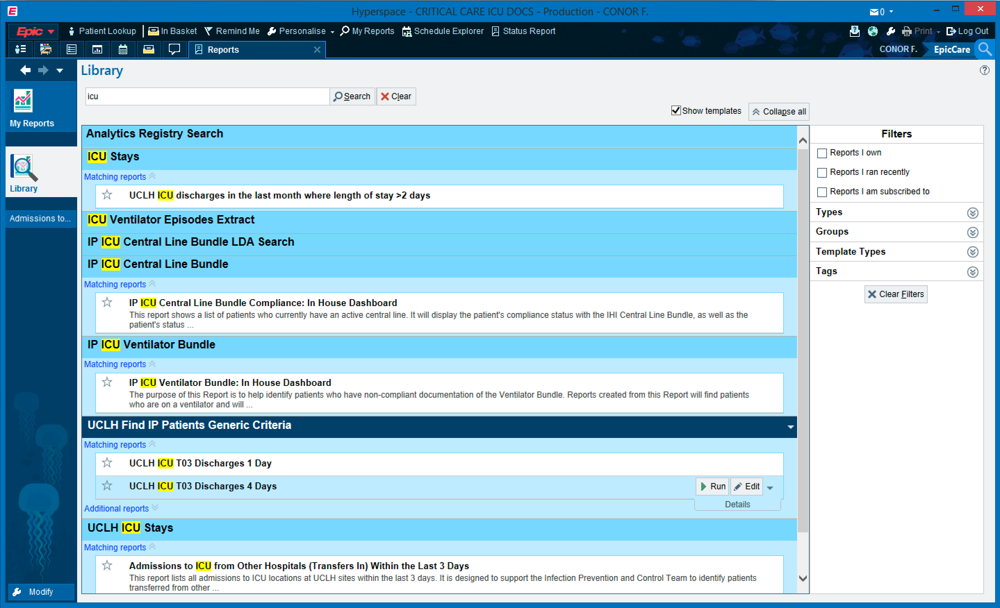 E
Hyperspace - CRITICAL CARE ICU DOCS - Production - CONOR F.
0
Epic
Patient Lookup
In Basket
Remind Me
Personalise
My Reports
Schedule Explorer
Status Report
Print
Log Out
Reports
CONOR F.
EpicCare
Library
?
icu
Search
Clear
Show templates
Collapse all
My Reports
Library
Admissions to...
Modify
Analytics Registry Search
ICU Stays
Matching reports
UCLH ICU discharges in the last month where length of stay >2 days
ICU Ventilator Episodes Extract
IP ICU Central Line Bundle LDA Search
IP ICU Central Line Bundle
Matching reports
IP ICU Central Line Bundle Compliance: In House Dashboard
This report shows a list of patients who currently have an active central line. It will display the patient's compliance status with the IHI Central Line Bundle, as well as the
patient's status ...
IP ICU Ventilator Bundle
Matching reports
IP ICU Ventilator Bundle: In House Dashboard
The purpose of this Report is to help identify patients who have non-compliant documentation of the Ventilator Bundle. Reports created from this Report will find patients
who are on a ventilator and will ...
UCLH Find IP Patients Generic Criteria
Matching reports
UCLH ICU T03 Discharges 1 Day
UCLH ICU T03 Discharges 4 Days
Run
Edit
Details
Additional reports
UCLH ICU Stays
Matching reports
Admissions to ICU from Other Hospitals (Transfers In) Within the Last 3 Days
This report lists all admissions to ICU locations at UCLH sites within the last 3 days. It is designed to support the Infection Prevention and Control Team to identify patients
transferred from other ...
Filters
Reports I own
Reports I ran recently
Reports I am subscribed to
Types
Groups
Template Types
Tags
Clear Filters